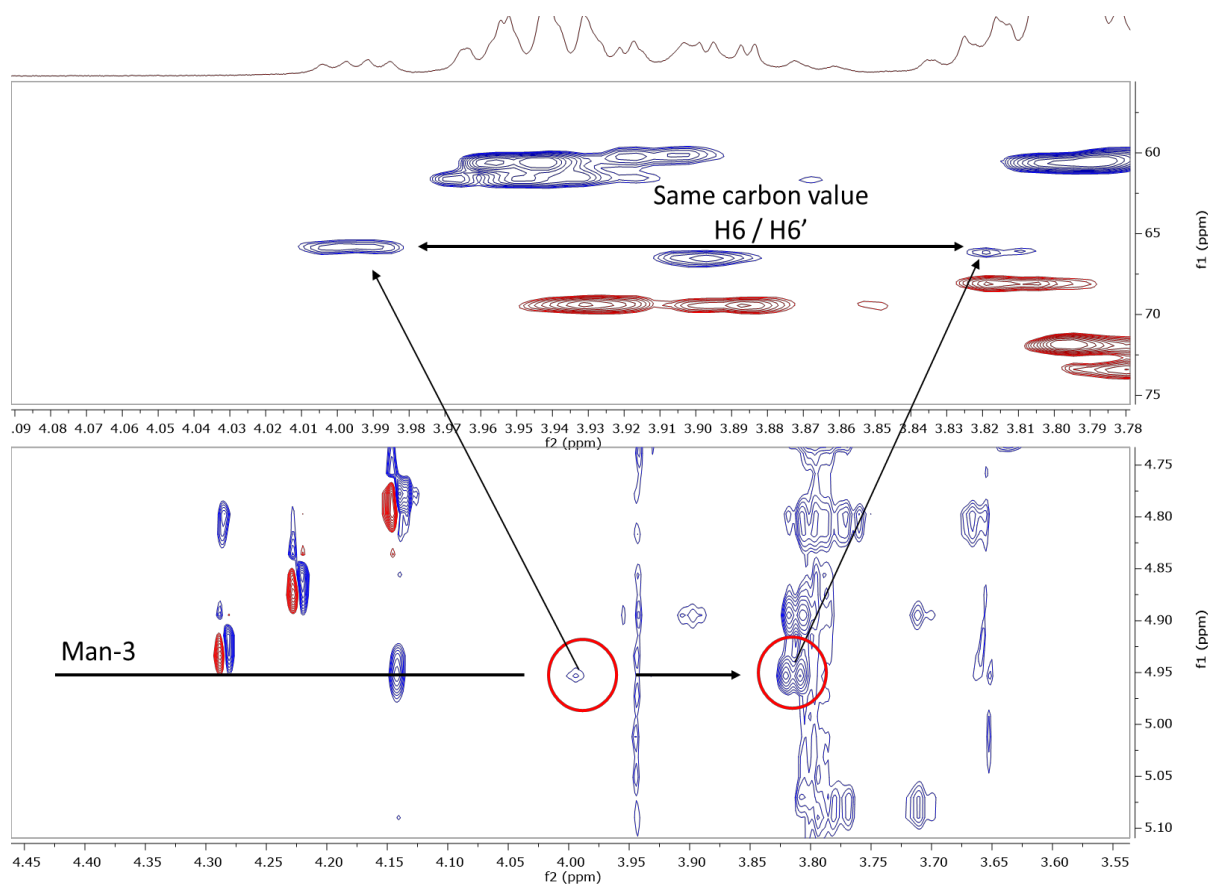 60
65
70
75
f1 (ppm)
Same carbon value
H6 / H6'
.09 4.08 4.07 4.06 4.05 4.04 4.03 4.02 4.01 4.00 3.99 3.98 3.97 3.96 3.95 3.94 3.93 3.92 3.91 3.90 3.89 3.88 3.87 3.86 3.85 3.84 3.83 3.82 3.81 3.80 3.79 3.78
f2 (ppm)
4.75
4.80
4.85
4.90
4.95
5.00
5.05
5.10
f1 (ppm)
Man-3
4.45 4.40 4.35 4.30 4.25 4.20 4.15 4.10 4.05 4.00 3.95 3.90 3.85 3.80 3.75 3.70 3.65 3.60 3.55
f2 (ppm)